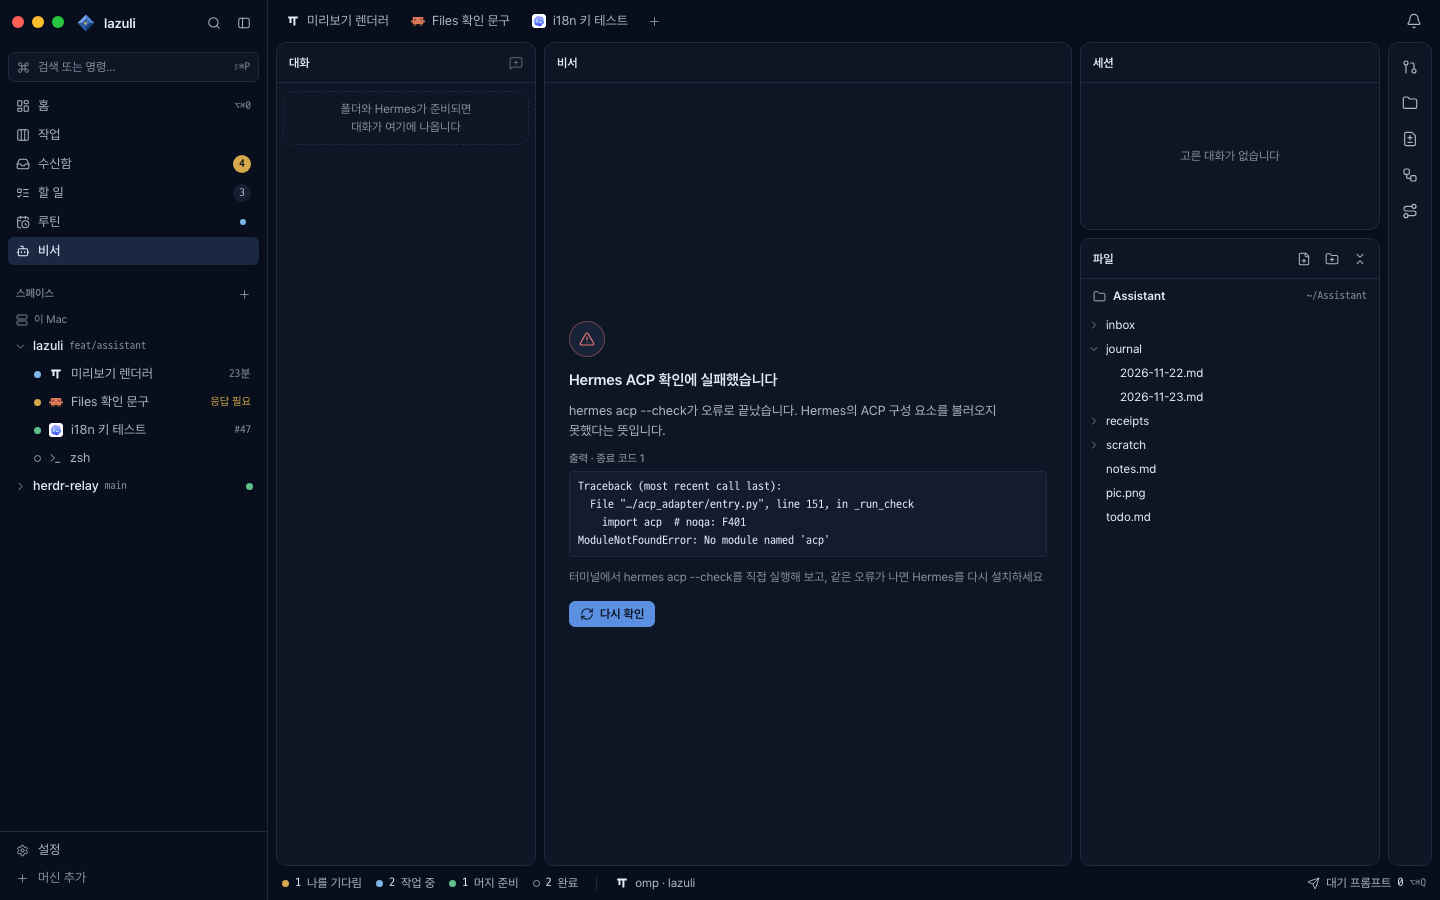 lazuli
검색 또는 명령...
⇧⌘P
홈
⌥⌘0
작업
수신함
4
할 일
3
루틴
비서
스페이스
이 Mac
lazuli feat/assistant
미리보기 렌더러 23분
Files 확인 문구 응답 필요
i18n 키 테스트 #47
zsh
herdr-relay main
설정
머신 추가
미리보기 렌더러
Files 확인 문구
i18n 키 테스트
대화
폴더와 Hermes가 준비되면
대화가 여기에 나옵니다
비서
Hermes ACP 확인에 실패했습니다
hermes acp --check가 오류로 끝났습니다. Hermes의 ACP 구성 요소를 불러오지
못했다는 뜻입니다.
출력 · 종료 코드 1
Traceback (most recent call last):
File "…/acp_adapter/entry.py", line 151, in _run_check
import acp  # noqa: F401
ModuleNotFoundError: No module named 'acp'
터미널에서 hermes acp --check를 직접 실행해 보고, 같은 오류가 나면 Hermes를 다시 설치하세요
다시 확인
세션
고른 대화가 없습니다
파일
Assistant ~/Assistant
inbox
journal
2026-11-22.md
2026-11-23.md
receipts
scratch
notes.md
pic.png
todo.md
1 나를 기다림
2 작업 중
1 머지 준비
2 완료
omp · lazuli
대기 프롬프트 0 ⌥⌘Q